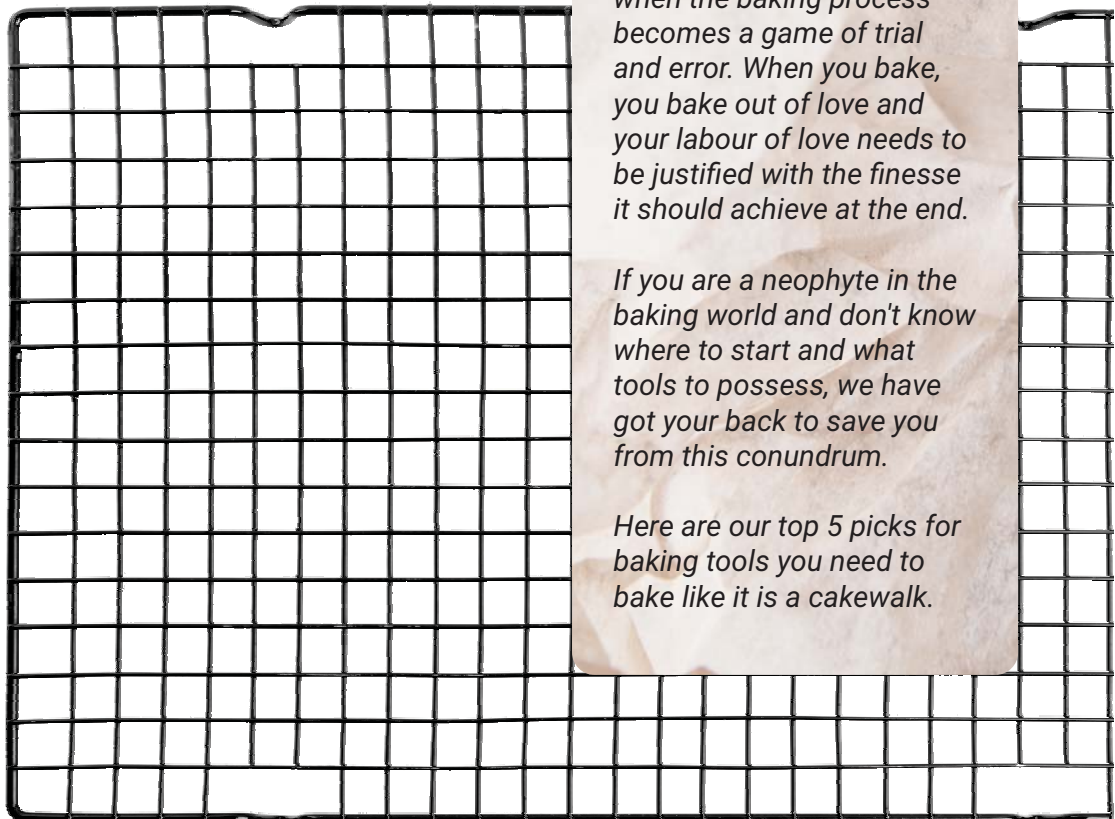 when the baking process
becomes a game of trial
and error. When you bake,
you bake out of love and
your labour of love needs to
be justified with the finesse
it should achieve at the end.
If you are a neophyte in the
baking world and don't know
where to start and what
tools to possess, we have
got your back to save you
from this conundrum.
Here are our top 5 picks for
baking tools you need to
bake like it is a cakewalk.